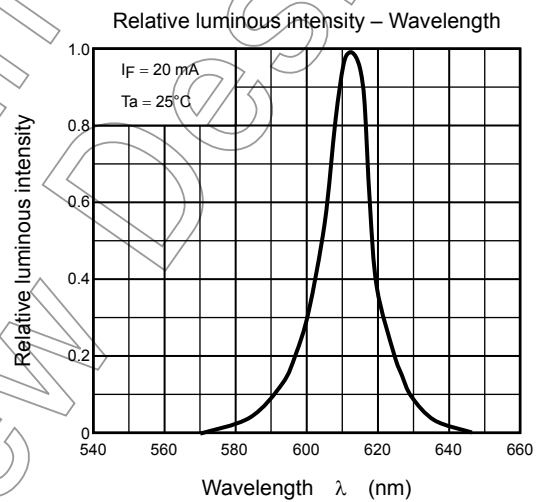 Relative luminous intensity – Wavelength
Relative luminous intensity
1.0
0.8
0.6
0.4
0.2
0
IF = 20 mA
Ta = 25°C
540 560 580 600 620 640 660
Wavelength λ (nm)